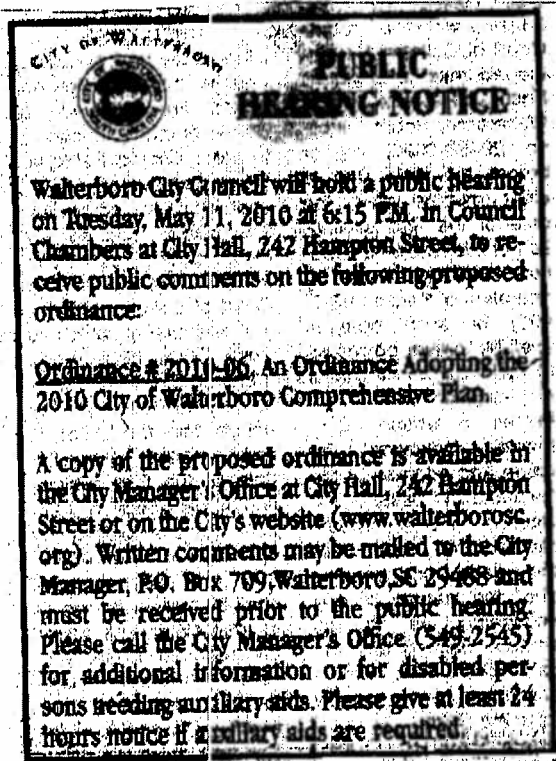 CITY OF WALTERBORO
PUBLIC
HEARING NOTICE
Walterboro City Council will hold a public hearing
on Tuesday, May 11, 2010 at 6:15 P.M. in Council
Chambers at City Hall, 242 Hampton Street, to re-
ceive public comments on the following proposed
ordinance:
Ordinance # 2010-06, An Ordinance Adopting the
2010 City of Walterboro Comprehensive Plan.
A copy of the proposed ordinance is available in
the City Manager's Office at City Hall, 242 Hampton
Street or on the City's website (www.walterborosc.
org). Written comments may be mailed to the City
Manager, P.O. Box 709, Walterboro, SC 29488 and
must be received prior to the public hearing.
Please call the City Manager's Office (549-2545)
for additional information or for disabled per-
sons needing auxiliary aids. Please give at least 24
hours notice if auxiliary aids are required.